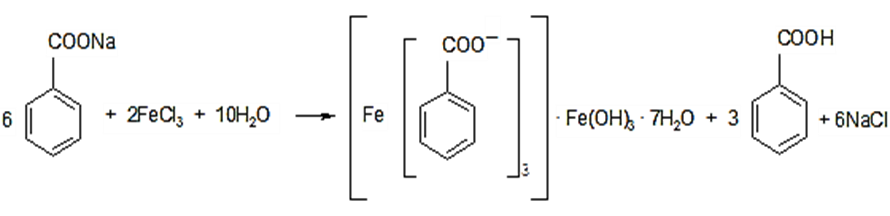 COONa
6 + 2FeCl₃ + 10H₂O Fe COO⁻ 3 · Fe(OH)₃ · 7H₂O + 3 COOH + 6NaCl